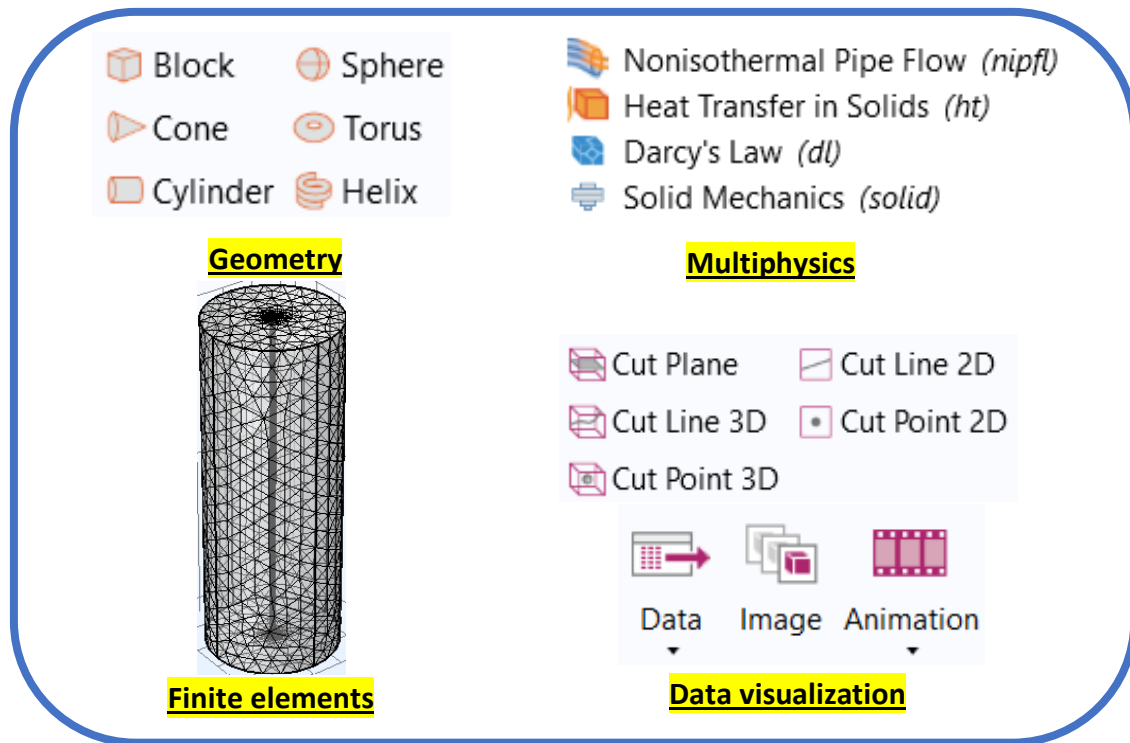 Block Sphere
Cone Torus
Cylinder Helix
Geometry
Nonisothermal Pipe Flow (nipfl)
Heat Transfer in Solids (ht)
Darcy's Law (dl)
Solid Mechanics (solid)
Multiphysics
Finite elements
Cut Plane Cut Line 2D
Cut Line 3D Cut Point 2D
Cut Point 3D
Data Image Animation
Data visualization